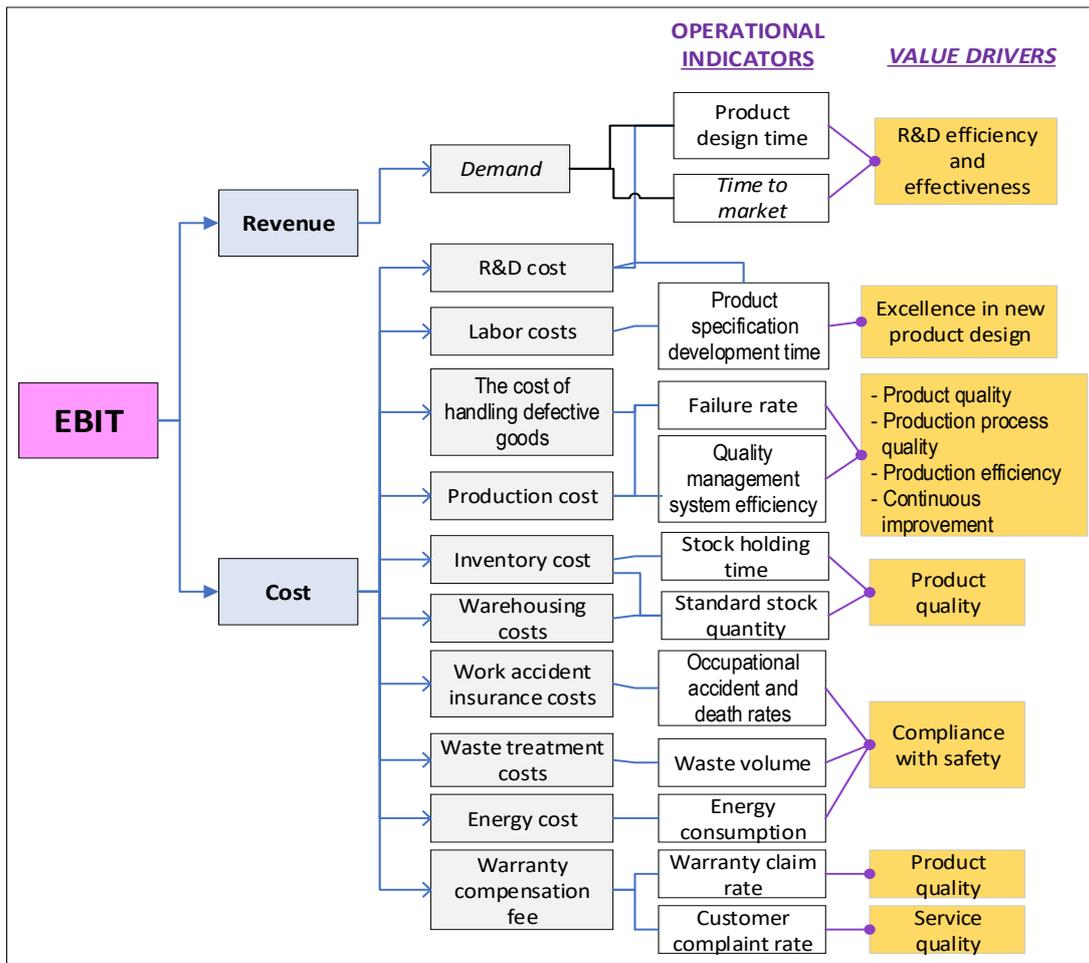 OPERATIONAL
INDICATORS
VALUE DRIVERS
Product
design time
R&D efficiency
and
effectiveness
Demand
Time to
market
Revenue
R&D cost
Product
specification
development time
Excellence in new
product design
Labor costs
EBIT
The cost of
handling defective
goods
Failure rate
- Product quality
- Production process
quality
- Production efficiency
- Continuous
improvement
Production cost
Quality
management
system efficiency
Cost
Inventory cost
Stock holding
time
Product
quality
Warehousing
costs
Standard stock
quantity
Work accident
insurance costs
Occupational
accident and
death rates
Compliance
with safety
Waste treatment
costs
Waste volume
Energy cost
Energy
consumption
Warranty
compensation
fee
Warranty claim
rate
Product
quality
Customer
complaint rate
Service
quality